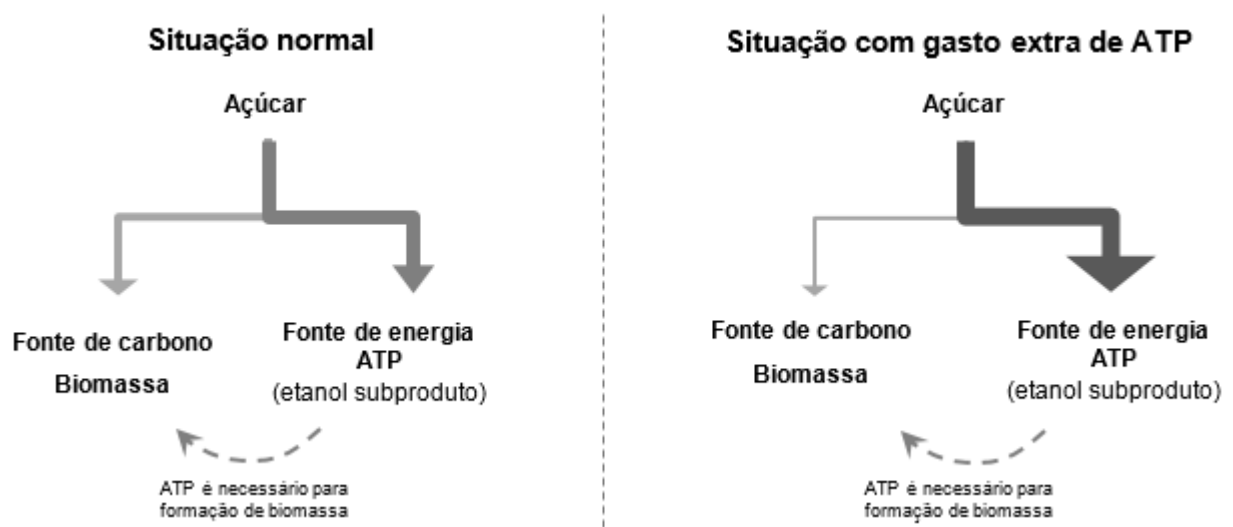 Situação normal
Açúcar
Fonte de carbono
Biomassa
Fonte de energia
ATP
(etanol subproduto)
ATP é necessário para
formação de biomassa
Situação com gasto extra de ATP
Açúcar
Fonte de carbono
Biomassa
Fonte de energia
ATP
(etanol subproduto)
ATP é necessário para
formação de biomassa